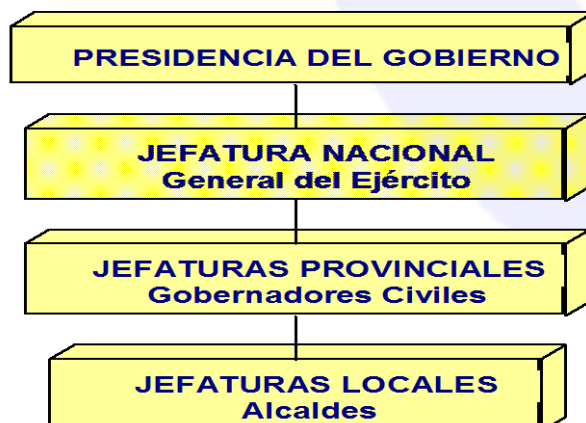 PRESIDENCIA DEL GOBIERNO
JEFATURA NACIONAL
General del Ejército
JEFATURAS PROVINCIALES
Gobernadores Civiles
JEFATURAS LOCALES
Alcaldes